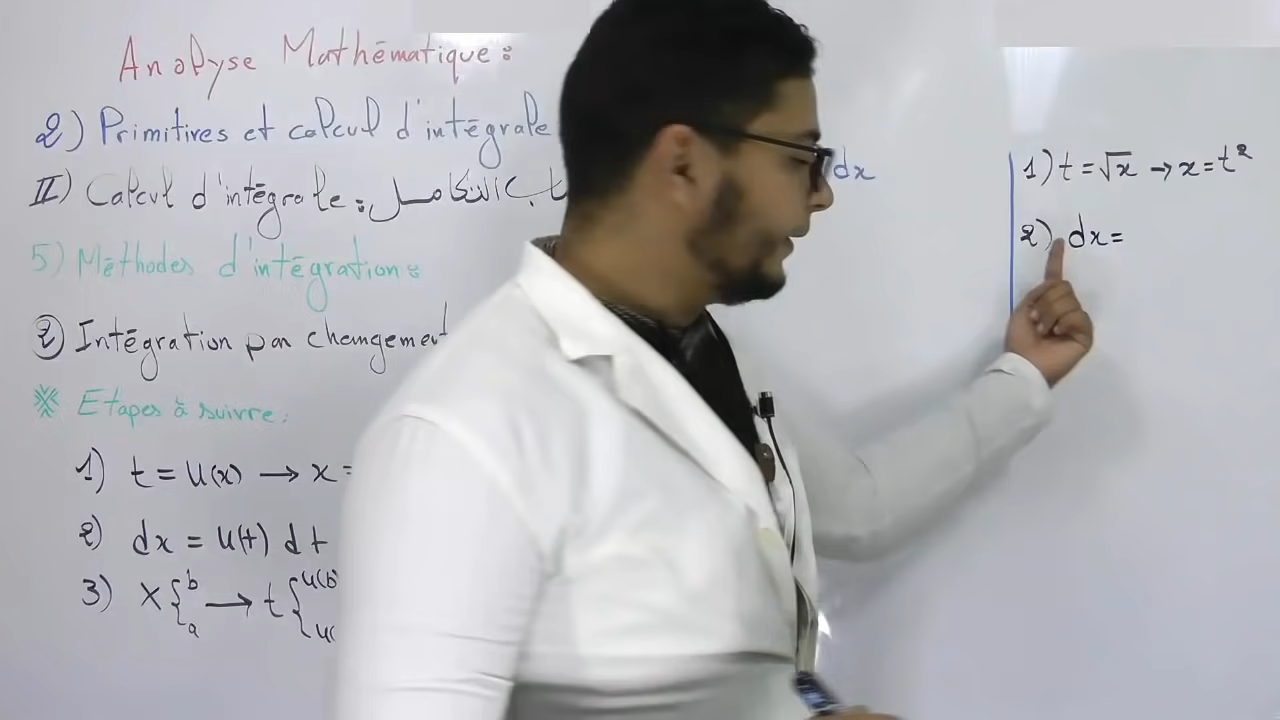 Analyse Mathématique :
2) Primitives et calcul d'intégrale
dx
II) Calcul d'intégrale :
5) Méthodes d'intégration :
2) Intégration par changement
※ Etapes à suivre :
1) t = U(x) → x =
2) dx = U(t) dt
3) X { b a → t { U(b)
1) t = √x → x = t²
2) dx =